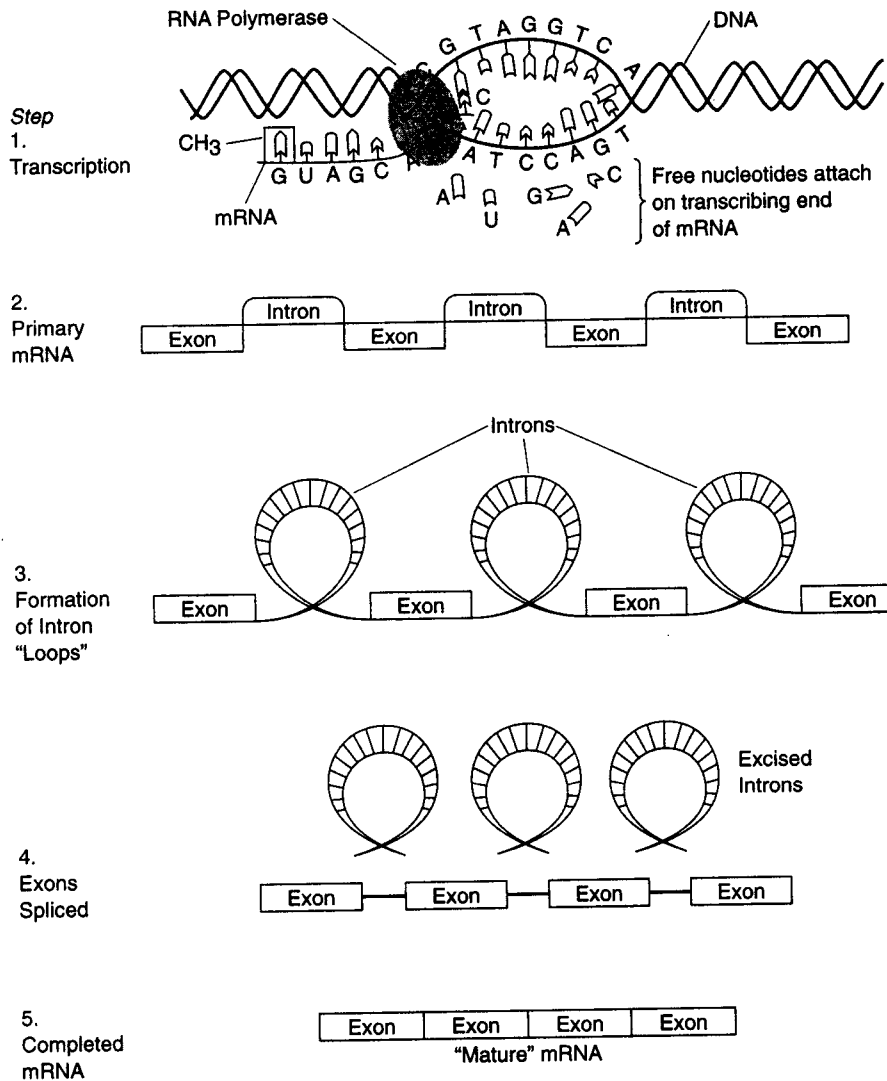 RNA Polymerase
DNA
G T A G G T C A
C
Step
1.
Transcription
CH3
G U A G C
A T C C A G T
mRNA
A U G A C
Free nucleotides attach
on transcribing end
of mRNA
2.
Primary
mRNA
Intron Intron Intron
Exon Exon Exon Exon
Introns
3.
Formation
of Intron
“Loops”
Exon Exon Exon Exon
Excised
Introns
4.
Exons
Spliced
Exon Exon Exon Exon
5.
Completed
mRNA
Exon Exon Exon Exon
“Mature” mRNA